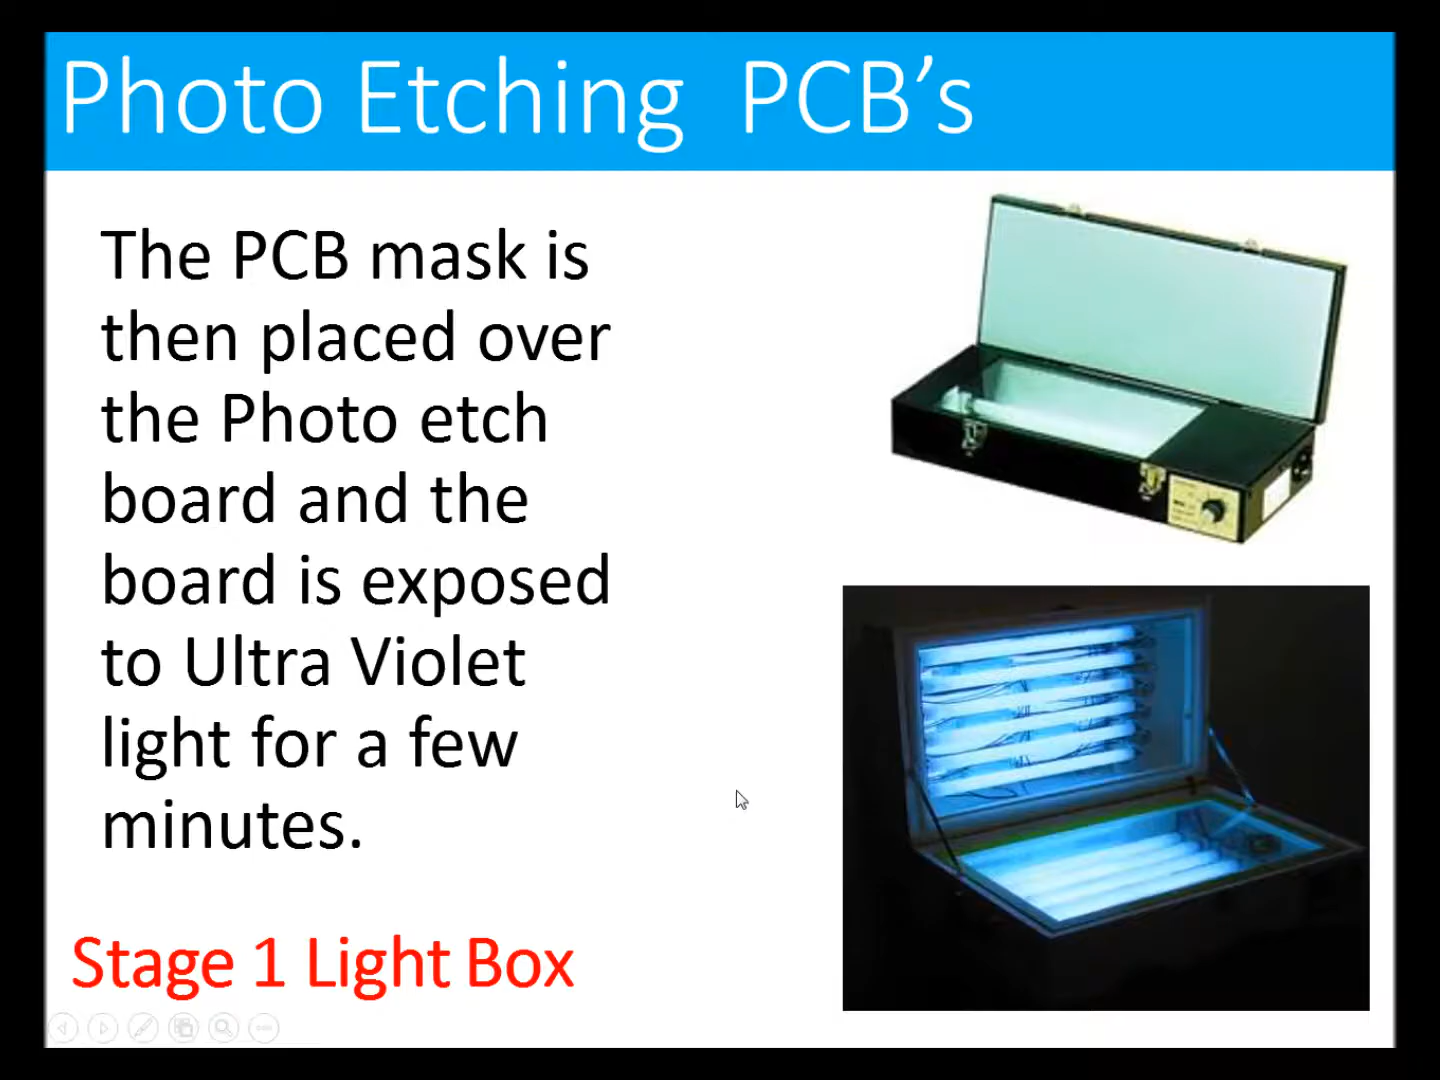 Photo Etching PCB’s
The PCB mask is
then placed over
the Photo etch
board and the
board is exposed
to Ultra Violet
light for a few
minutes.
Stage 1 Light Box